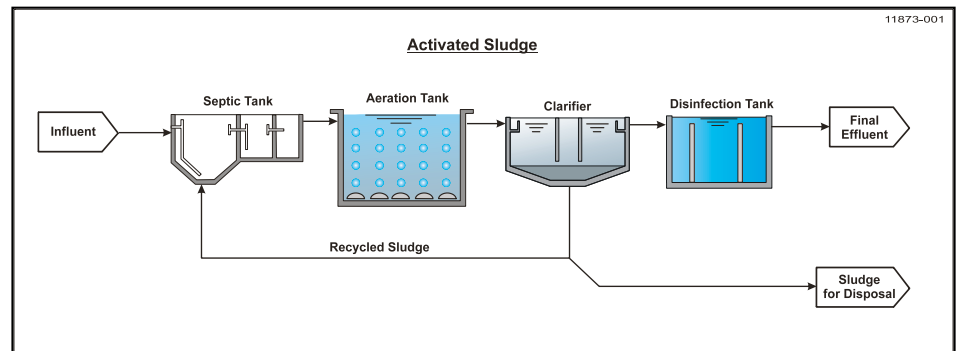 11873-001
Activated Sludge
Septic Tank
Aeration Tank
Clarifier
Disinfection Tank
Influent
Final
Effluent
Recycled Sludge
Sludge
for Disposal